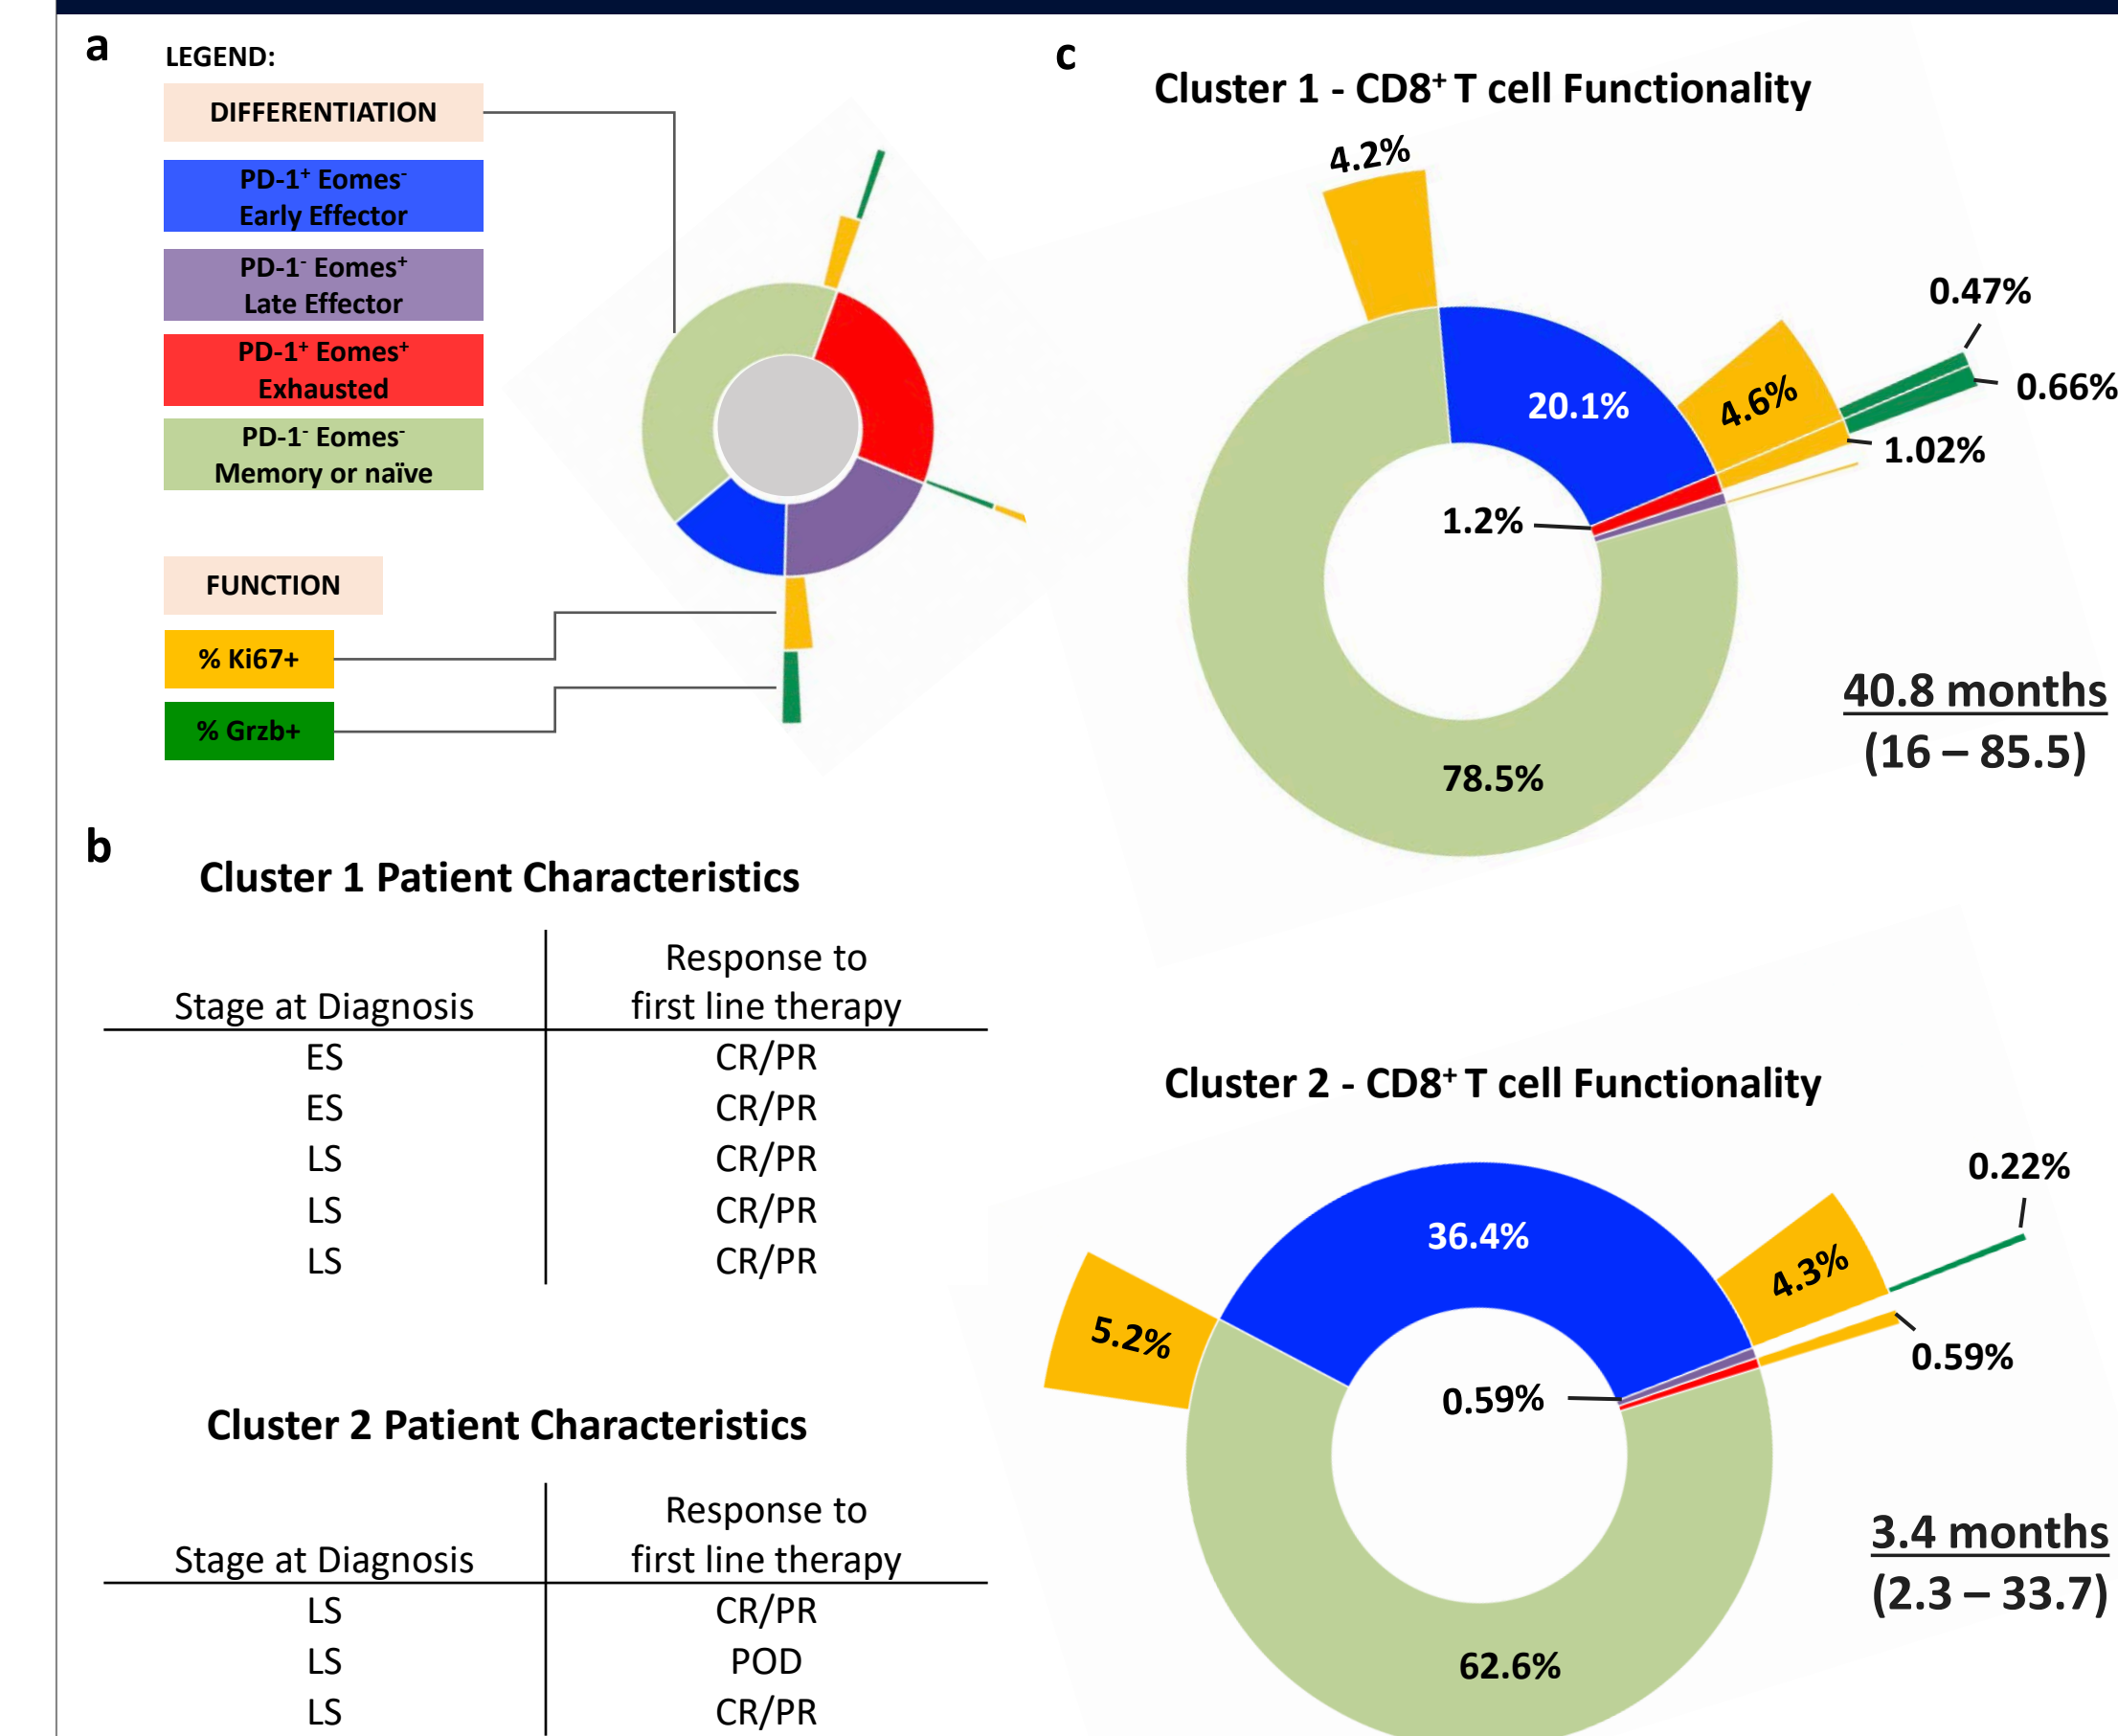 a
LEGEND:
DIFFERENTIATION
PD-1⁺ Eomes⁻
Early Effector
PD-1⁻ Eomes⁺
Late Effector
PD-1⁺ Eomes⁺
Exhausted
PD-1⁻ Eomes⁻
Memory or naïve
FUNCTION
% Ki67+
% Grzb+
b
Cluster 1 Patient Characteristics
Stage at Diagnosis
Response to
first line therapy
ES CR/PR
ES CR/PR
LS CR/PR
LS CR/PR
LS CR/PR
Cluster 2 Patient Characteristics
Stage at Diagnosis
Response to
first line therapy
LS CR/PR
LS POD
LS CR/PR
c
Cluster 1 - CD8⁺ T cell Functionality
4.2%
0.47%
20.1%
4.6%
0.66%
1.02%
1.2%
78.5%
40.8 months
(16 – 85.5)
Cluster 2 - CD8⁺ T cell Functionality
0.22%
36.4%
4.3%
5.2%
0.59%
0.59%
62.6%
3.4 months
(2.3 – 33.7)